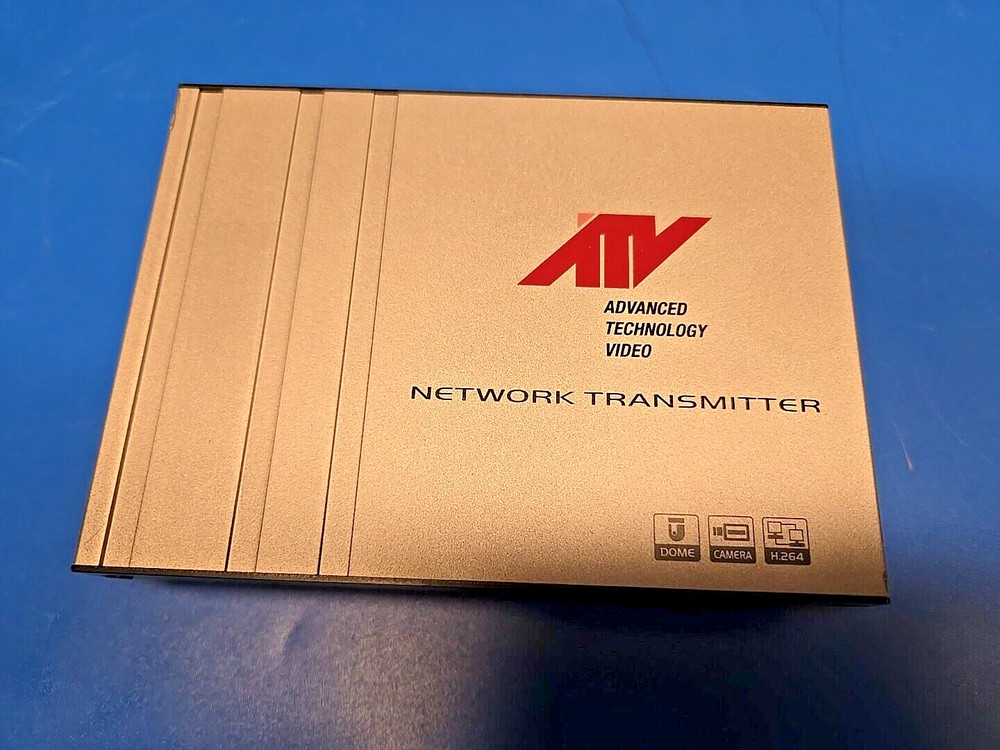 ATV
ADVANCED
TECHNOLOGY
VIDEO
NETWORK TRANSMITTER
DOME CAMERA H.264